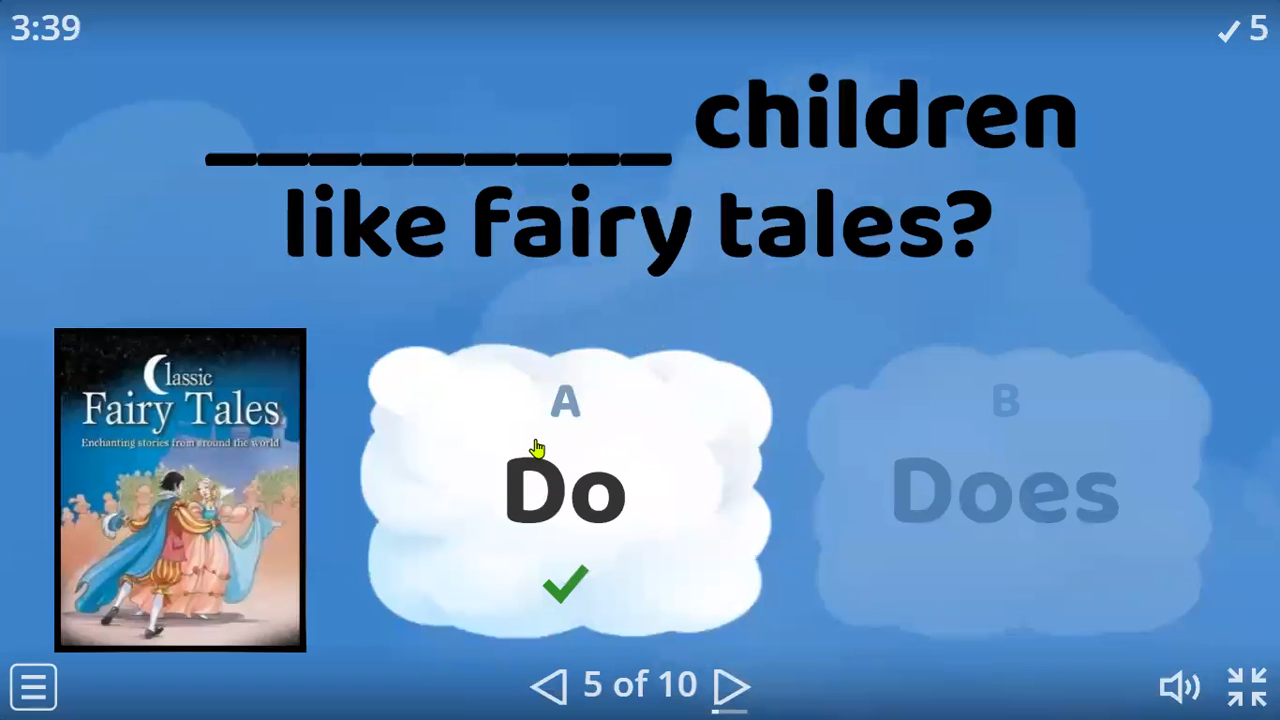 3:39
✓ 5
_________ children
like fairy tales?
Classic
Fairy Tales
Enchanting stories from around the world
A
Do
B
Does
5 of 10